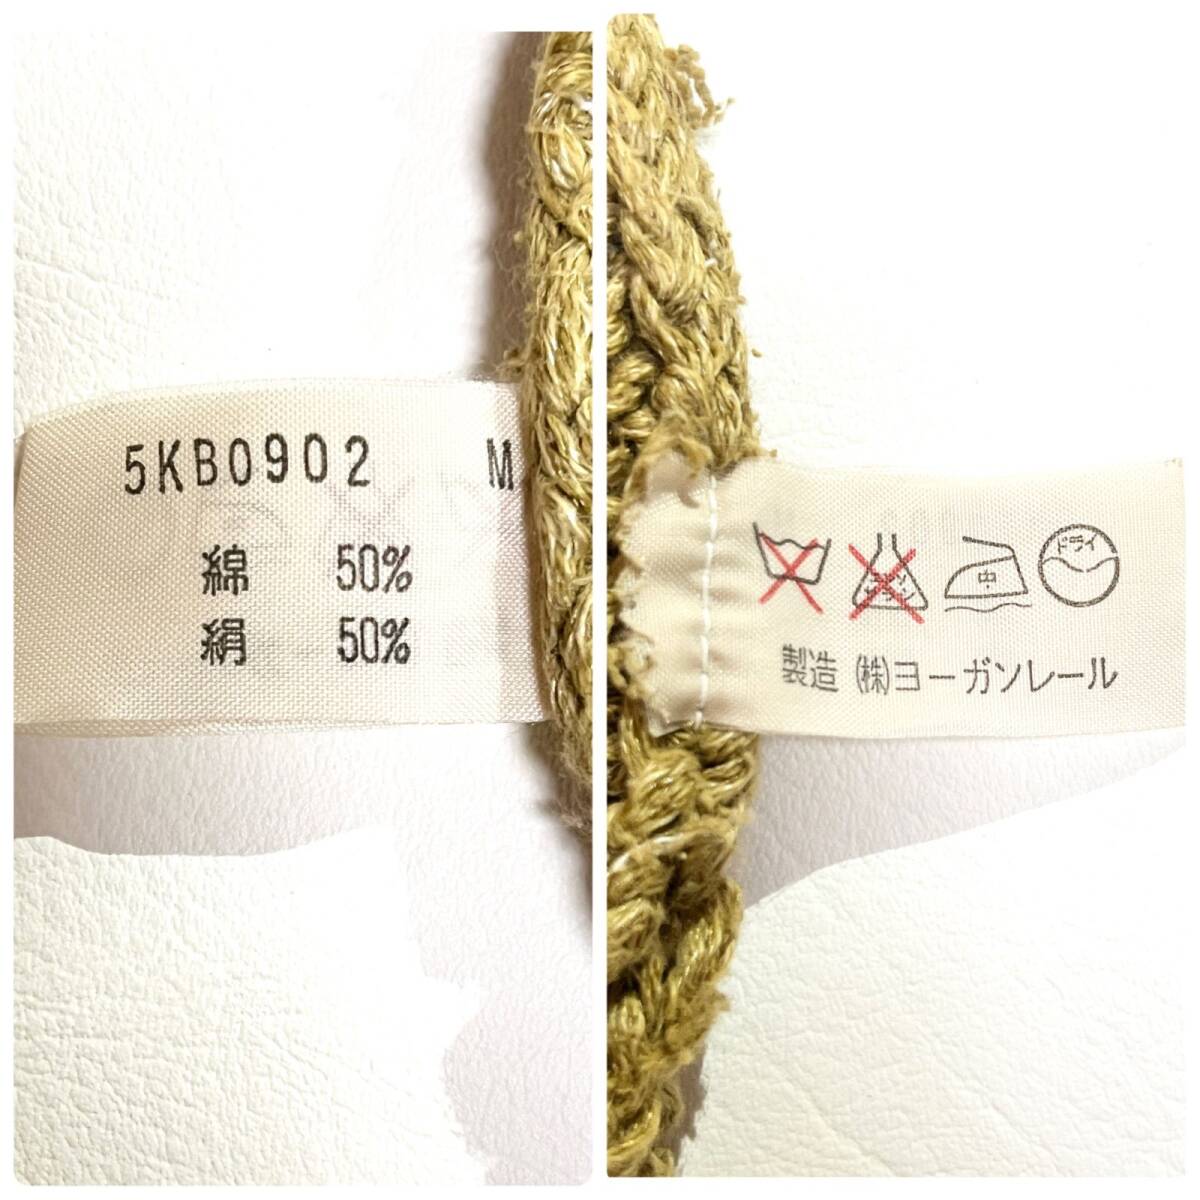 5KB0902 M
綿 50%
絹 50%
中 ドライ
製造 (株)ヨーガンレール